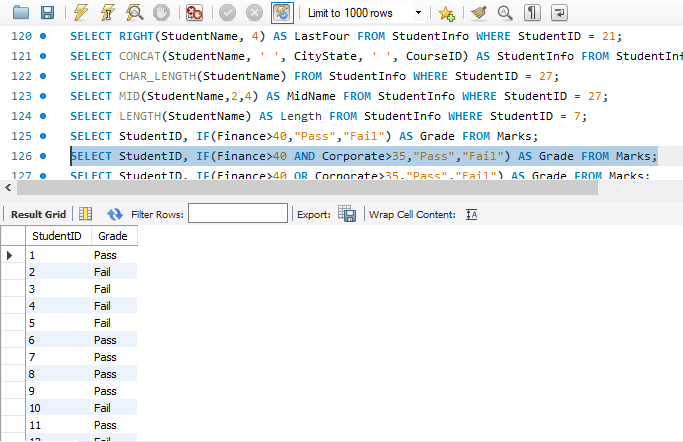 Limit to 1000 rows
120 SELECT RIGHT(StudentName, 4) AS LastFour FROM StudentInfo WHERE StudentID = 21;
121 SELECT CONCAT(StudentName, ' ', CityState, ' ', CourseID) AS StudentInfo FROM StudentInf
122 SELECT CHAR_LENGTH(StudentName) FROM StudentInfo WHERE StudentID = 27;
123 SELECT MID(StudentName,2,4) AS MidName FROM StudentInfo WHERE StudentID = 27;
124 SELECT LENGTH(StudentName) AS Length FROM StudentInfo WHERE StudentID = 7;
125 SELECT StudentID, IF(Finance>40,"Pass","Fail") AS Grade FROM Marks;
126 SELECT StudentID, IF(Finance>40 AND Corporate>35,"Pass","Fail") AS Grade FROM Marks;
127 SELECT StudentID, IF(Finance>40 OR Corporate>35,"Pass","Fail") AS Grade FROM Marks;
Result Grid Filter Rows: Export: Wrap Cell Content:
StudentID Grade
1 Pass
2 Fail
3 Fail
4 Fail
5 Fail
6 Pass
7 Pass
8 Pass
9 Pass
10 Fail
11 Pass